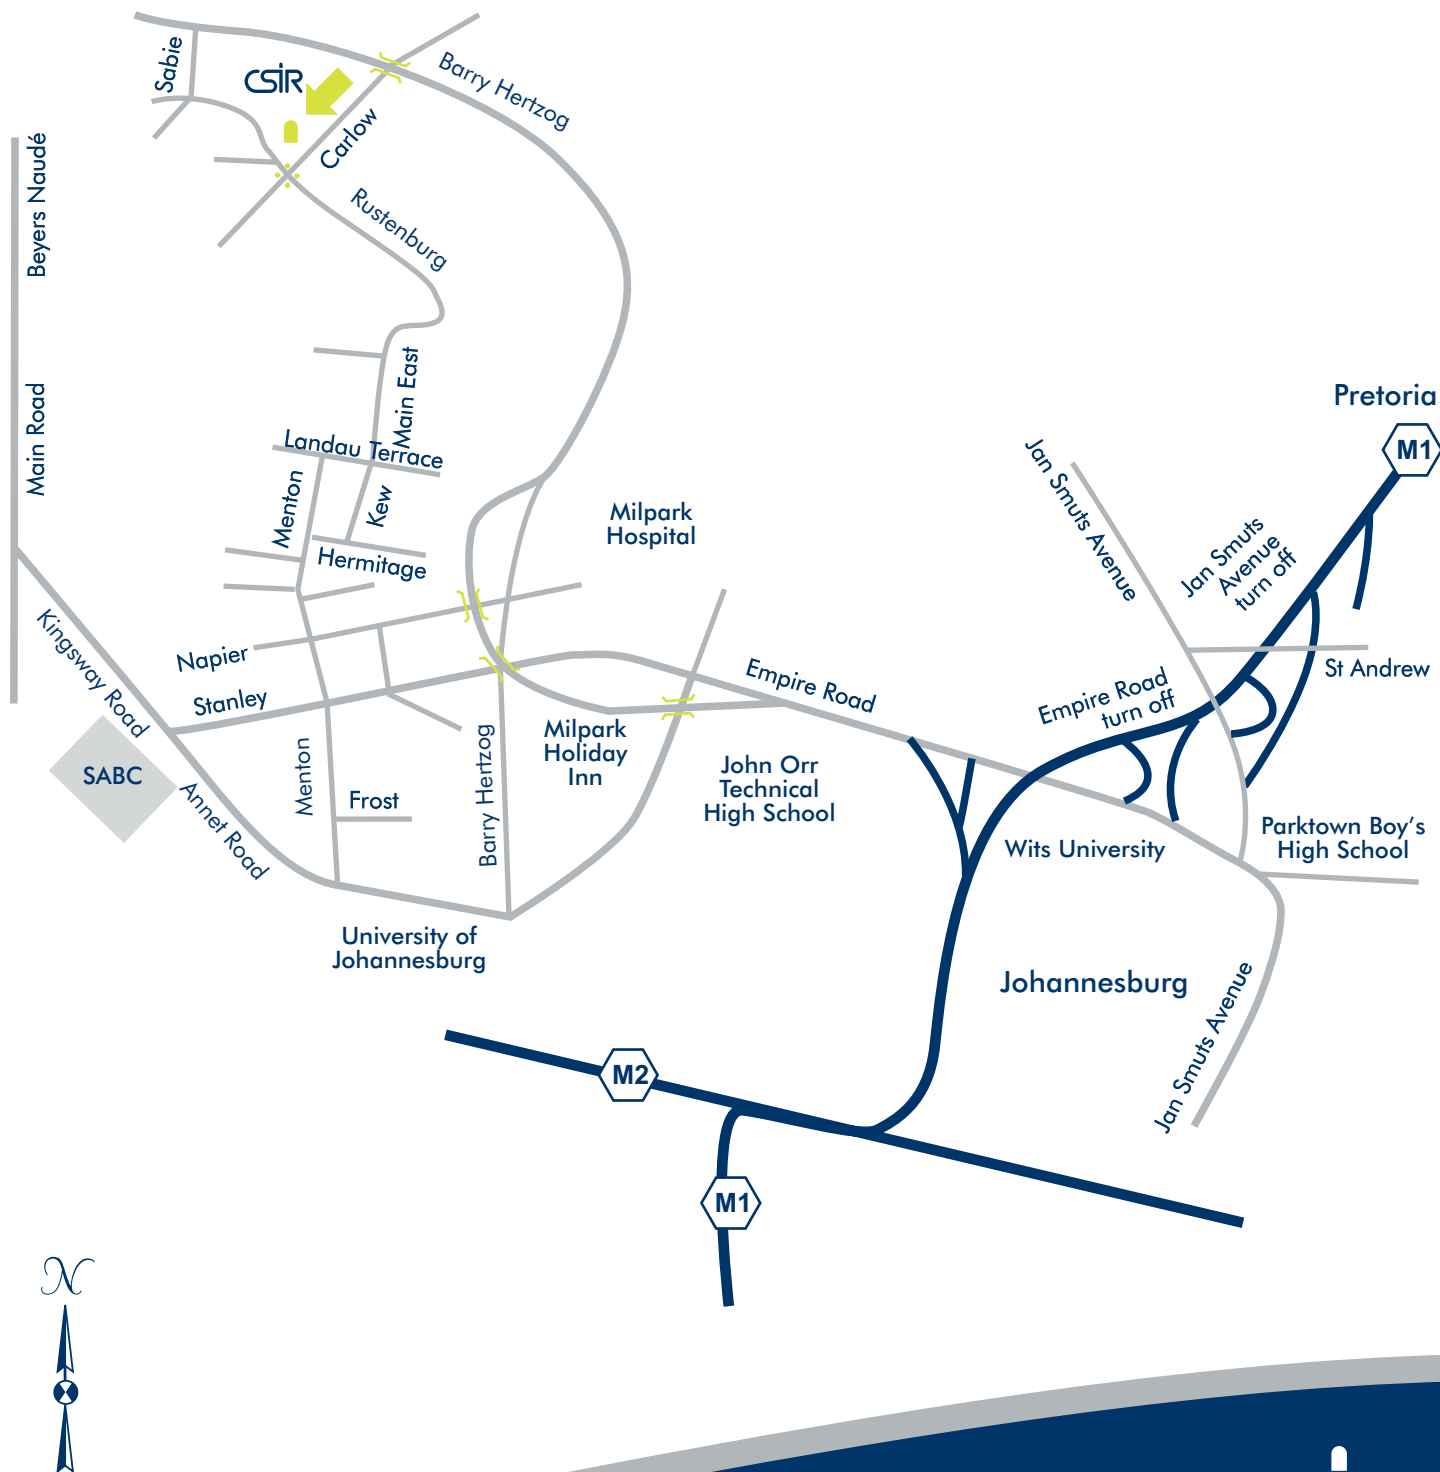 Sabie
CSIR
Barry Hertzog
Carlow
Beyers Naudé
Rustenburg
Main East
Main Road
Landau Terrace
Pretoria
M1
Jan Smuts Avenue
Menton
Kew
Milpark
Hospital
Jan Smuts
Avenue
turn off
Hermitage
Kingsway Road
Napier
Stanley
Empire Road
Empire Road
turn off
St Andrew
SABC
Menton
Frost
Barry Hertzog
Milpark
Holiday
Inn
John Orr
Technical
High School
Annet Road
Wits University
Parktown Boy's
High School
University of
Johannesburg
Johannesburg
Jan Smuts Avenue
M2
M1
N